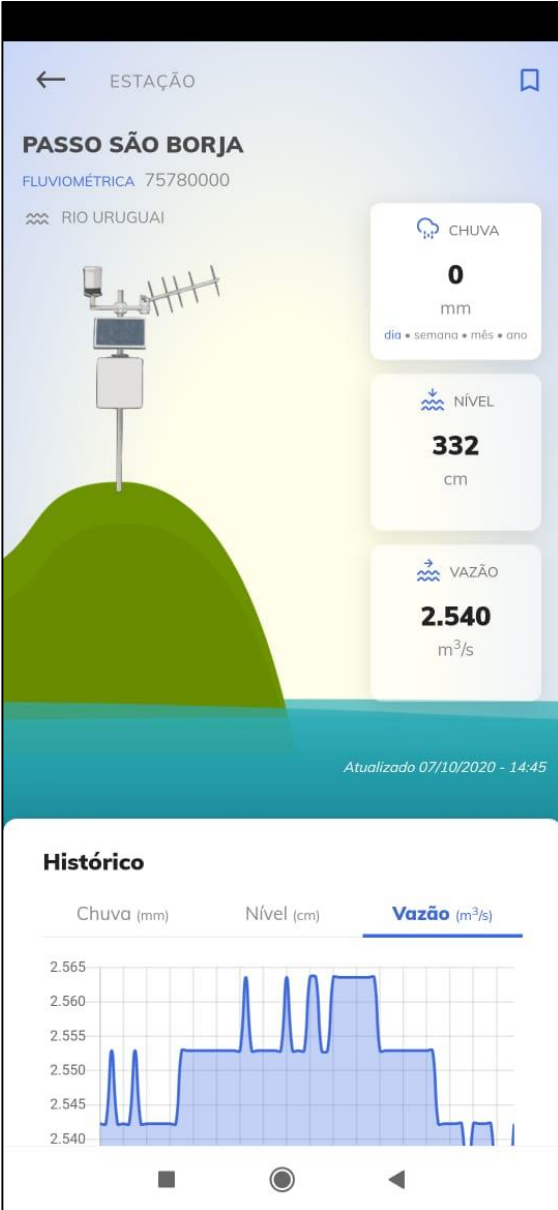 ESTAÇÃO
PASSO SÃO BORJA
FLUVIOMÉTRICA 75780000
RIO URUGUAI
CHUVA
0
mm
dia • semana • mês • ano
NÍVEL
332
cm
VAZÃO
2.540
m³/s
Atualizado 07/10/2020 - 14:45
Histórico
Chuva (mm) Nível (cm) Vazão (m³/s)
2.565
2.560
2.555
2.550
2.545
2.540